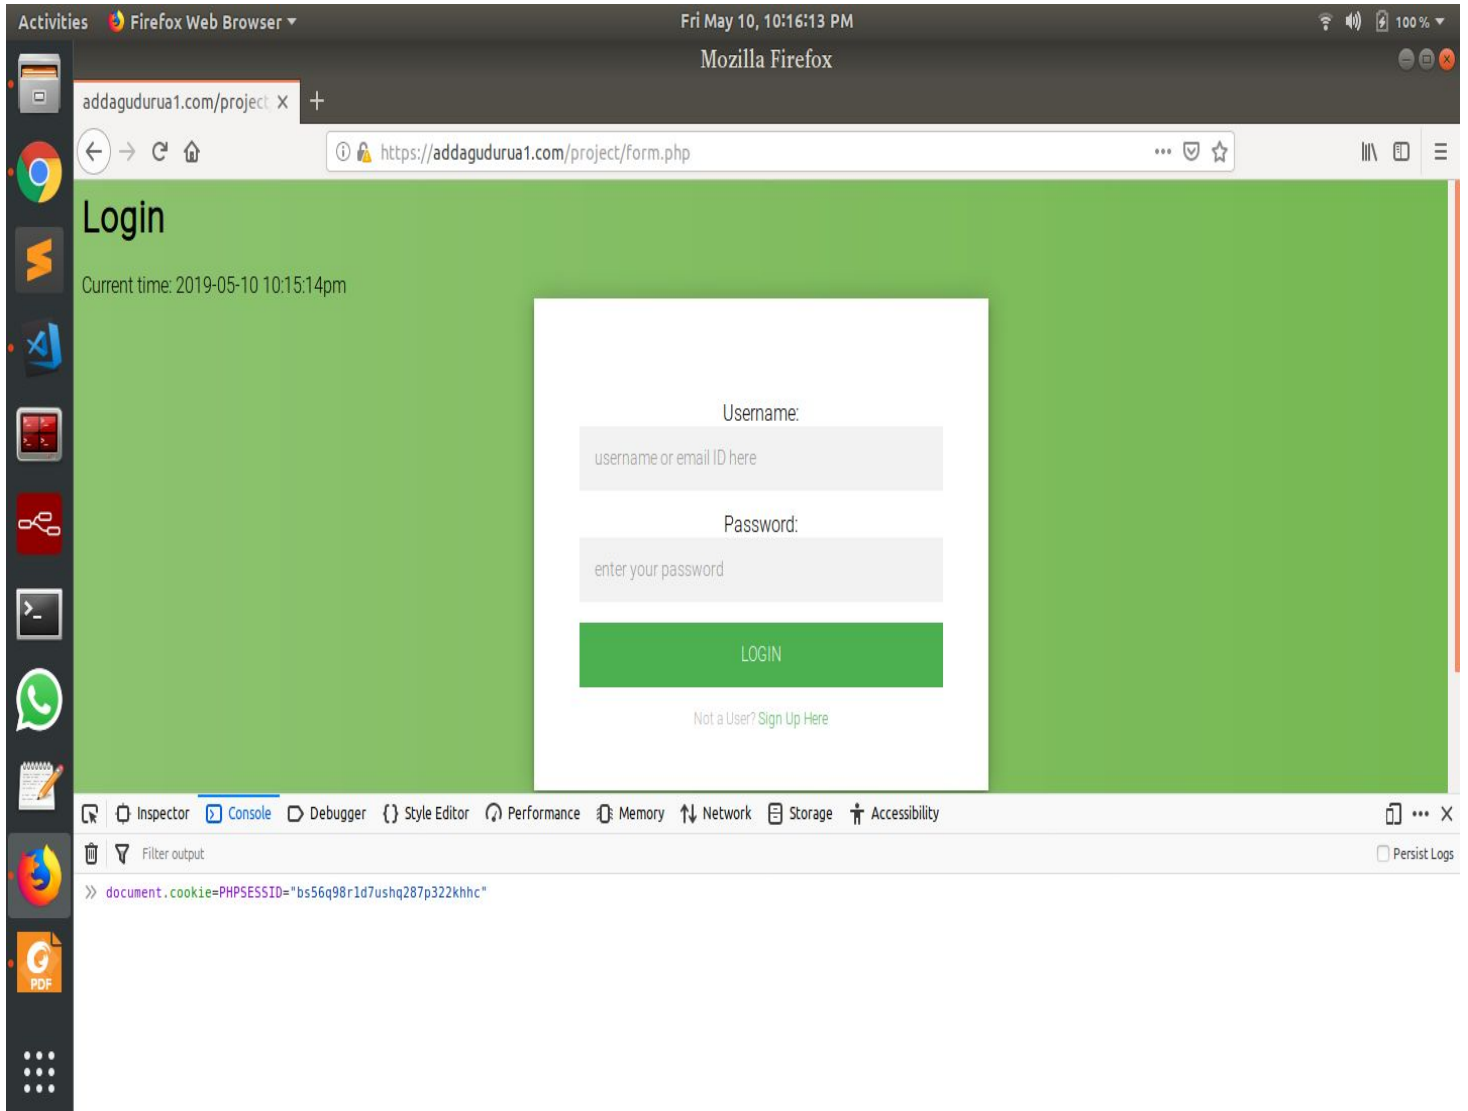 Activities Firefox Web Browser ▾ Fri May 10, 10:16:13 PM 100 % ▾
Mozilla Firefox
addagudurua1.com/project × +
https://addagudurua1.com/project/form.php
Login
Current time: 2019-05-10 10:15:14pm
Username:
username or email ID here
Password:
enter your password
LOGIN
Not a User? Sign Up Here
Inspector Console Debugger {} Style Editor Performance Memory Network Storage Accessibility
Filter output Persist Logs
» document.cookie=PHPSESSID="bs56q98r1d7ushq287p322khhc"
PDF